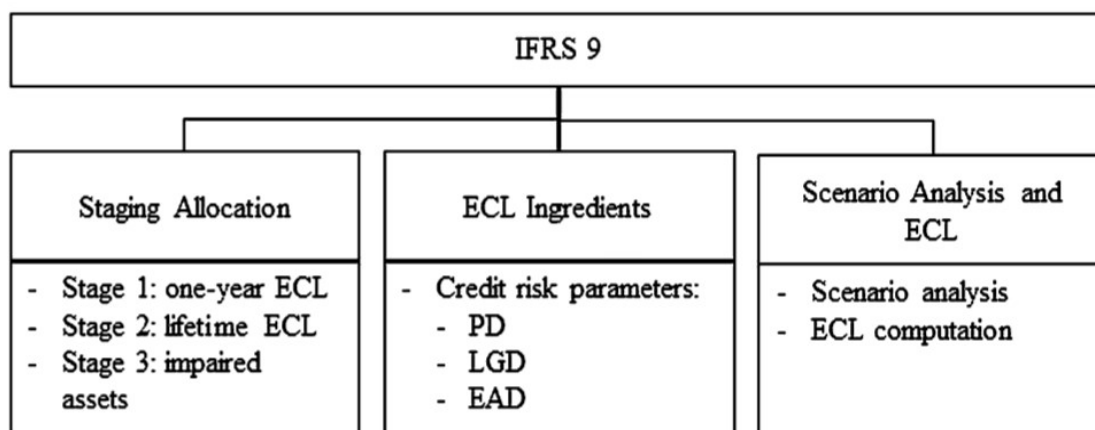 IFRS 9
Staging Allocation
- Stage 1: one-year ECL
- Stage 2: lifetime ECL
- Stage 3: impaired
assets
ECL Ingredients
- Credit risk parameters:
- PD
- LGD
- EAD
Scenario Analysis and
ECL
- Scenario analysis
- ECL computation